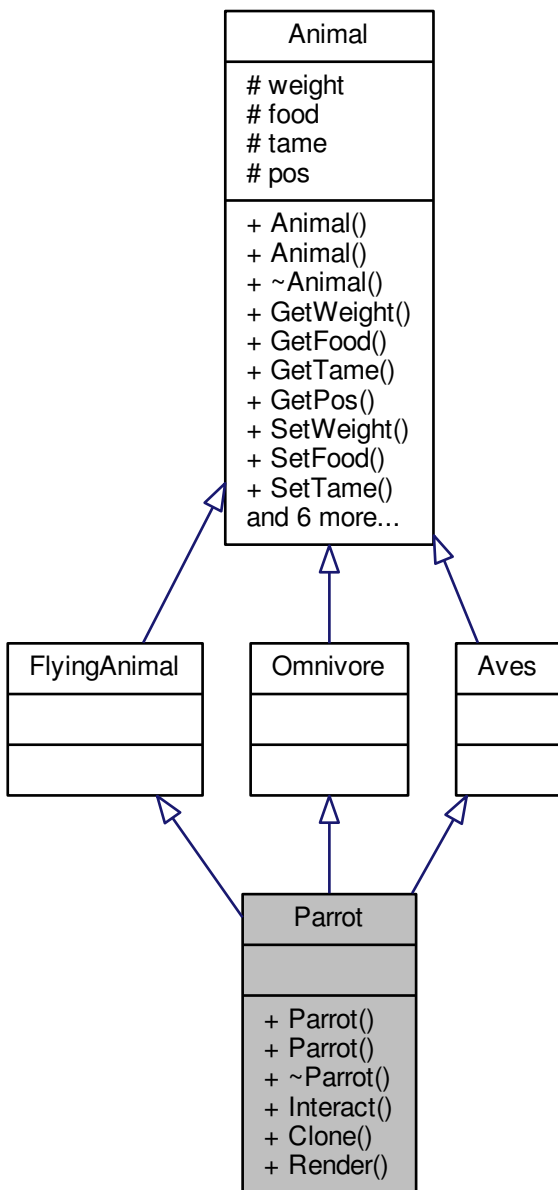 Animal
# weight
# food
# tame
# pos
+ Animal()
+ Animal()
+ ~Animal()
+ GetWeight()
+ GetFood()
+ GetTame()
+ GetPos()
+ SetWeight()
+ SetFood()
+ SetTame()
and 6 more...
FlyingAnimal
Omnivore
Aves
Parrot
+ Parrot()
+ Parrot()
+ ~Parrot()
+ Interact()
+ Clone()
+ Render()